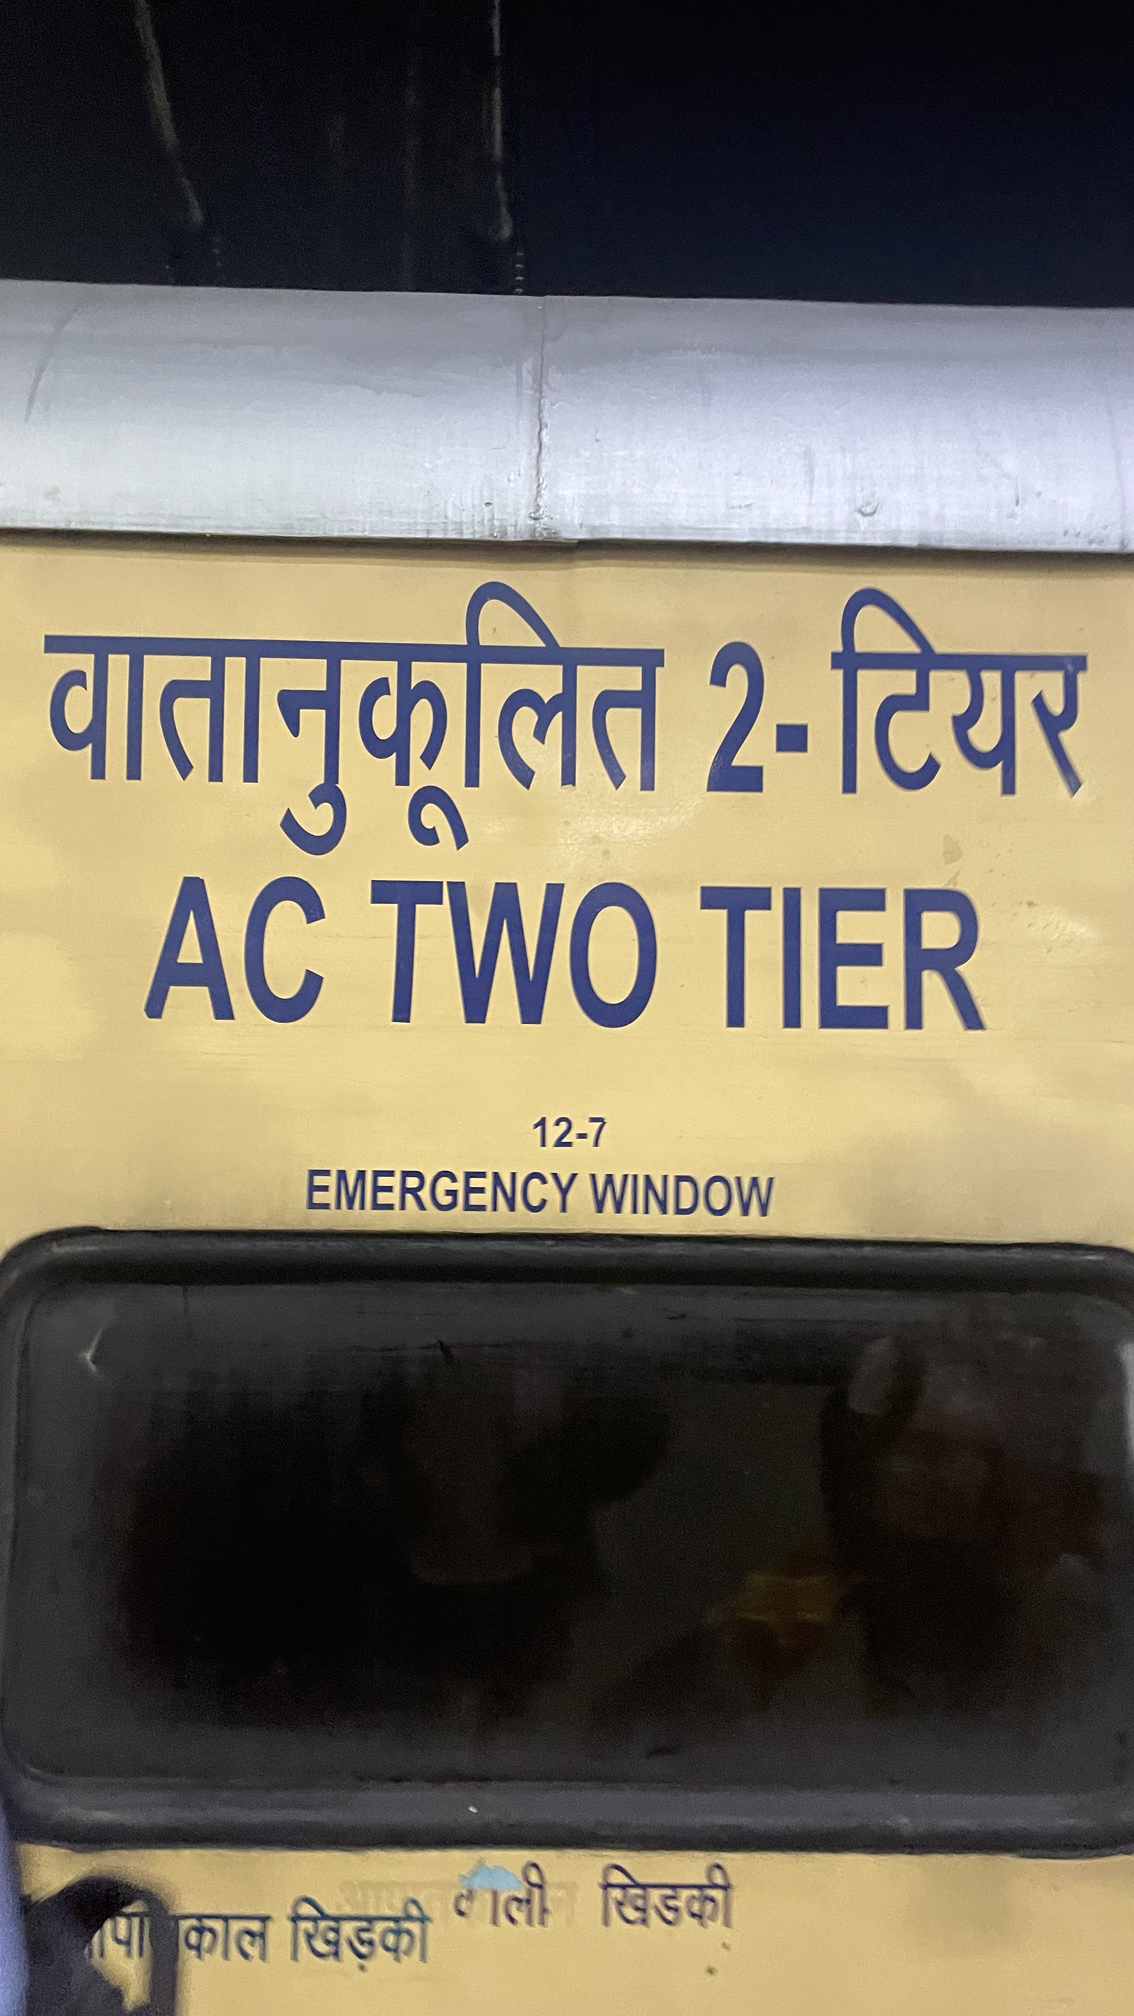 वातानुकूलित 2-टियर
AC TWO TIER
12-7
EMERGENCY WINDOW
खिडकी
खिड़की